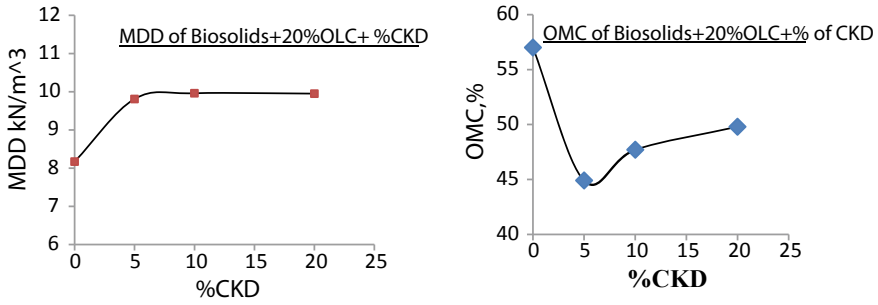 MDD of Biosolids+20%OLC+ %CKD
MDD kN/m^3
12
11
10
9
8
7
6
0 5 10 15 20 25
%CKD
OMC of Biosolids+20%OLC+% of CKD
OMC,%
60
55
50
45
40
0 5 10 15 20 25
%CKD